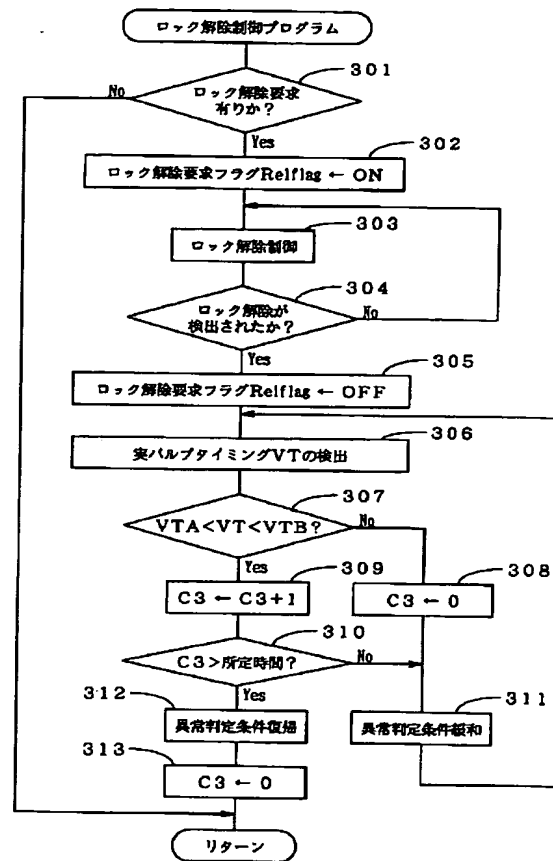 ロック解除制御プログラム
301
ロック解除要求
有りか?
No
Yes
302
ロック解除要求フラグRelflag ← ON
303
ロック解除制御
304
ロック解除が
検出されたか?
No
Yes
305
ロック解除要求フラグRelflag ← OFF
306
実バルブタイミングVTの検出
307
VTA<VT<VTB?
No
Yes
309
C3 ← C3+1
308
C3 ← 0
310
C3>所定時間?
No
Yes
312
異常判定条件復帰
311
異常判定条件緩和
313
C3 ← 0
リターン